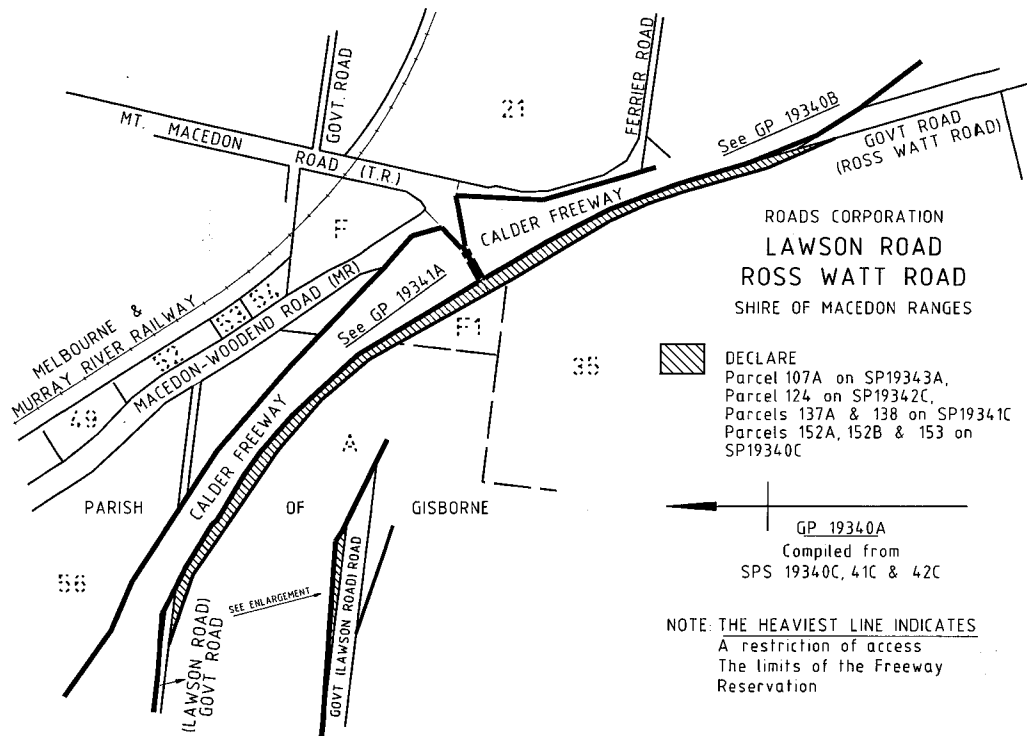 GOVT. ROAD
FERRIER ROAD
21
See GP 19340B
MT. MACEDON ROAD (T.R.)
GOVT ROAD
(ROSS WATT ROAD)
CALDER FREEWAY
F
ROADS CORPORATION
LAWSON ROAD
ROSS WATT ROAD
SHIRE OF MACEDON RANGES
See GP 19341A
MELBOURNE &
MURRAY RIVER RAILWAY
54
53
52
49
MACEDON-WOODEND ROAD (MR)
F1
35
DECLARE
Parcel 107A on SP19343A,
Parcel 124 on SP19342C,
Parcels 137A & 138 on SP19341C
Parcels 152A, 152B & 153 on
SP19340C
CALDER FREEWAY
A
PARISH OF GISBORNE
GP 19340A
Compiled from
SPS 19340C, 41C & 42C
56
SEE ENLARGEMENT
(LAWSON ROAD)
GOVT ROAD
GOVT (LAWSON ROAD) ROAD
NOTE: THE HEAVIEST LINE INDICATES
A restriction of access
The limits of the Freeway
Reservation